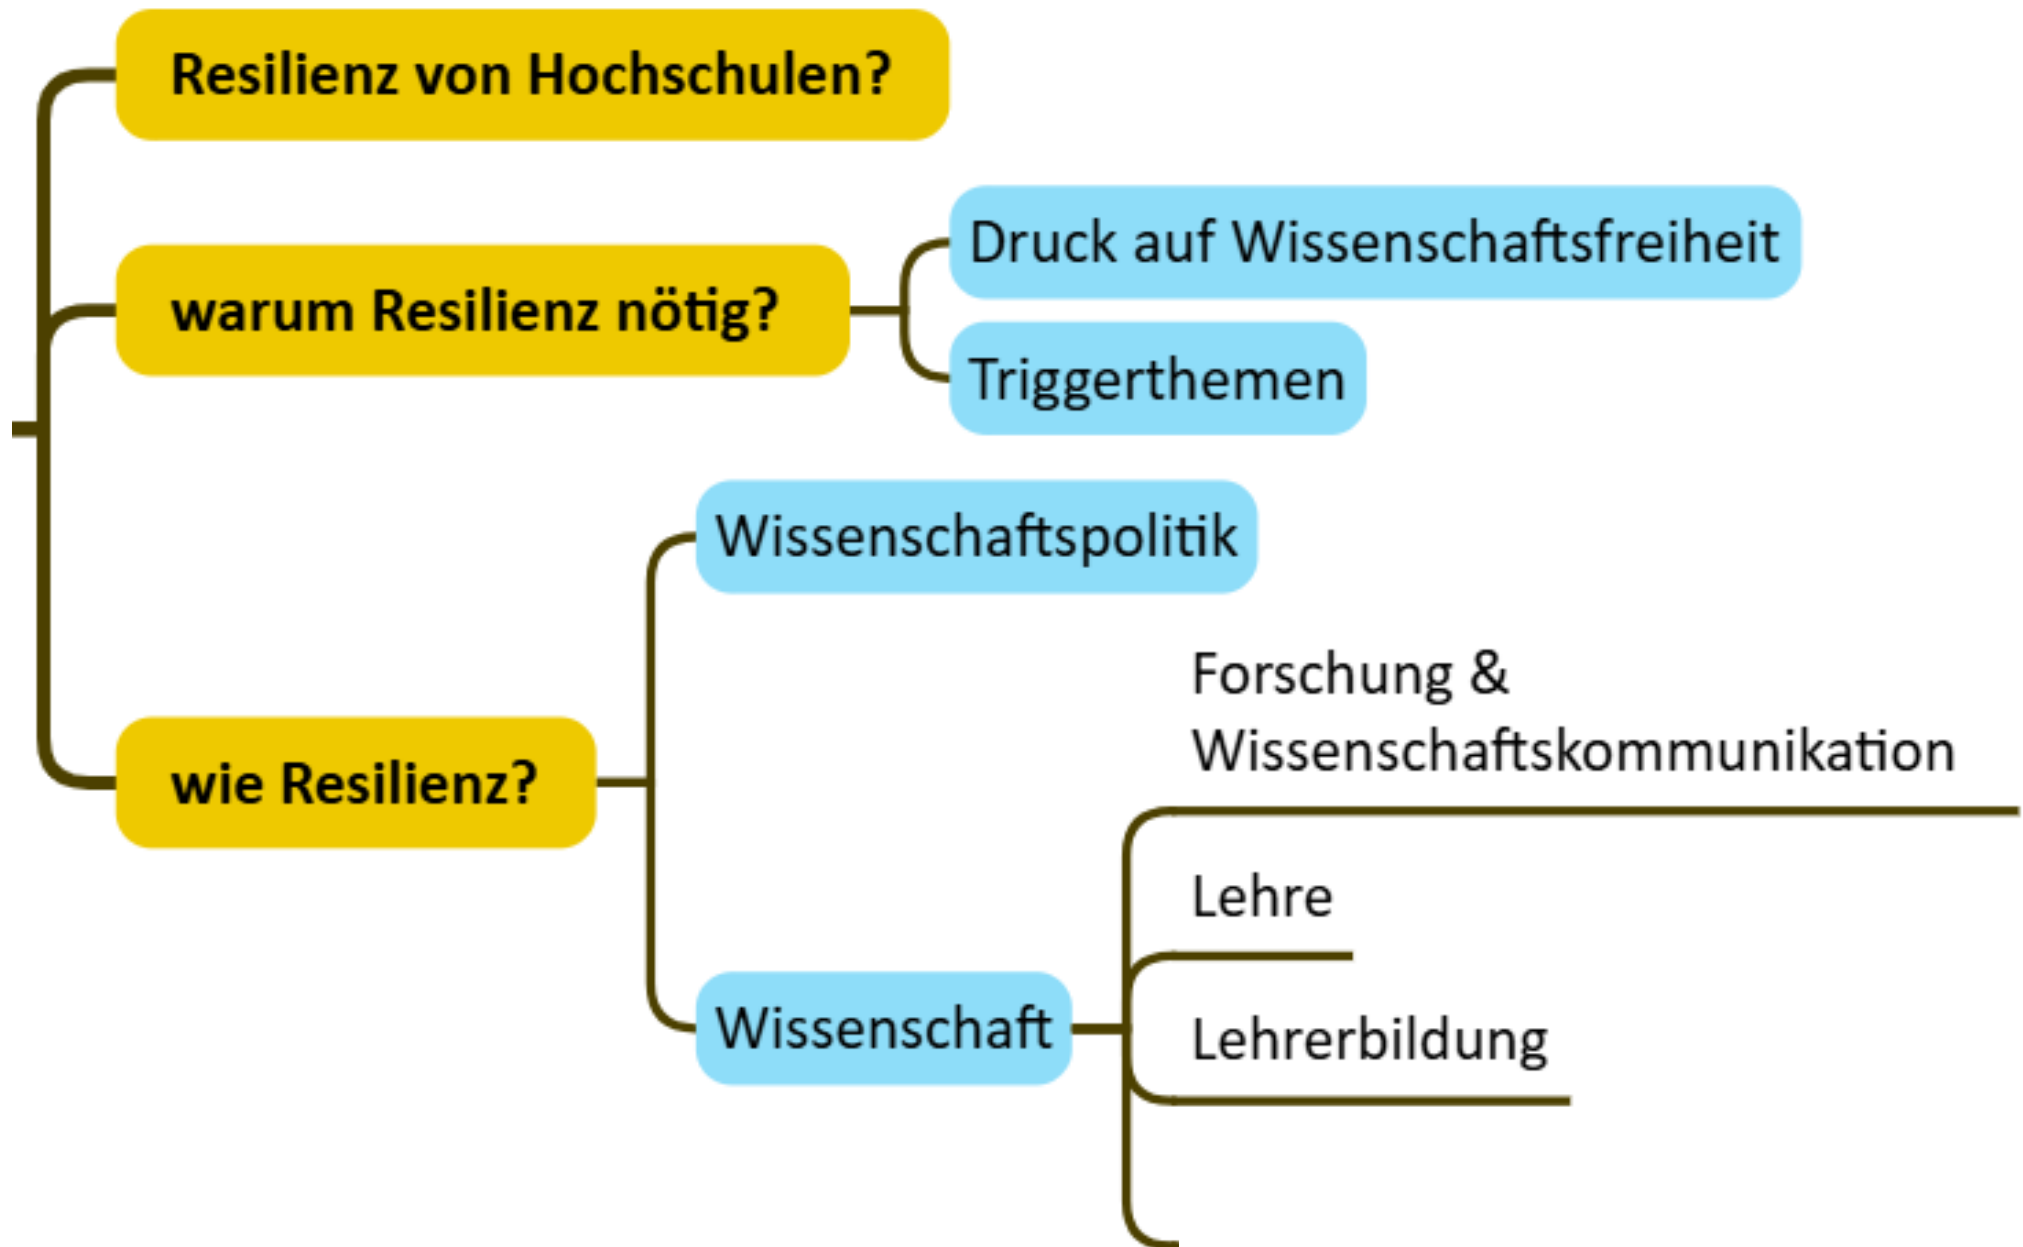 Resilienz von Hochschulen?
warum Resilienz nötig?
Druck auf Wissenschaftsfreiheit
Triggerthemen
wie Resilienz?
Wissenschaftspolitik
Wissenschaft
Forschung &
Wissenschaftskommunikation
Lehre
Lehrerbildung